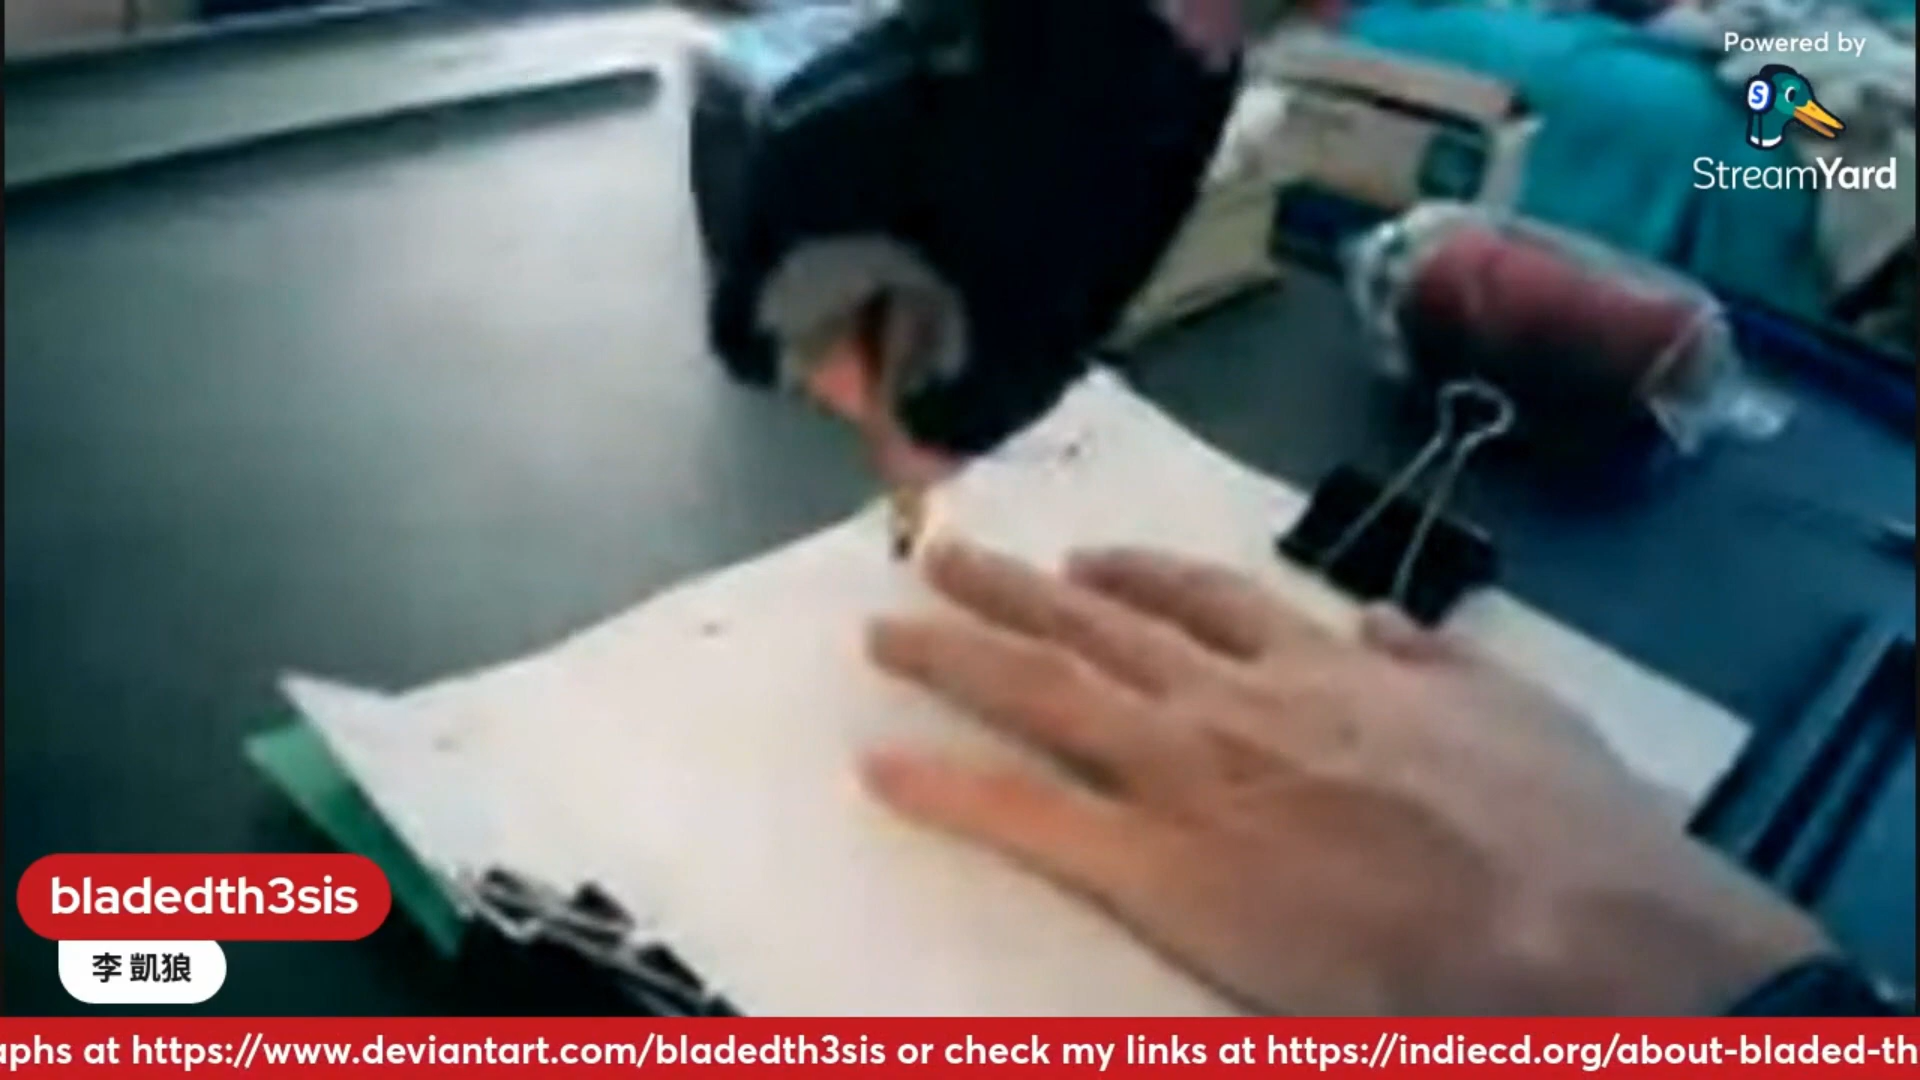 Powered by
StreamYard
bladedth3sis
李 凱狼
aphs at https://www.deviantart.com/bladedth3sis or check my links at https://indiecd.org/about-bladed-th